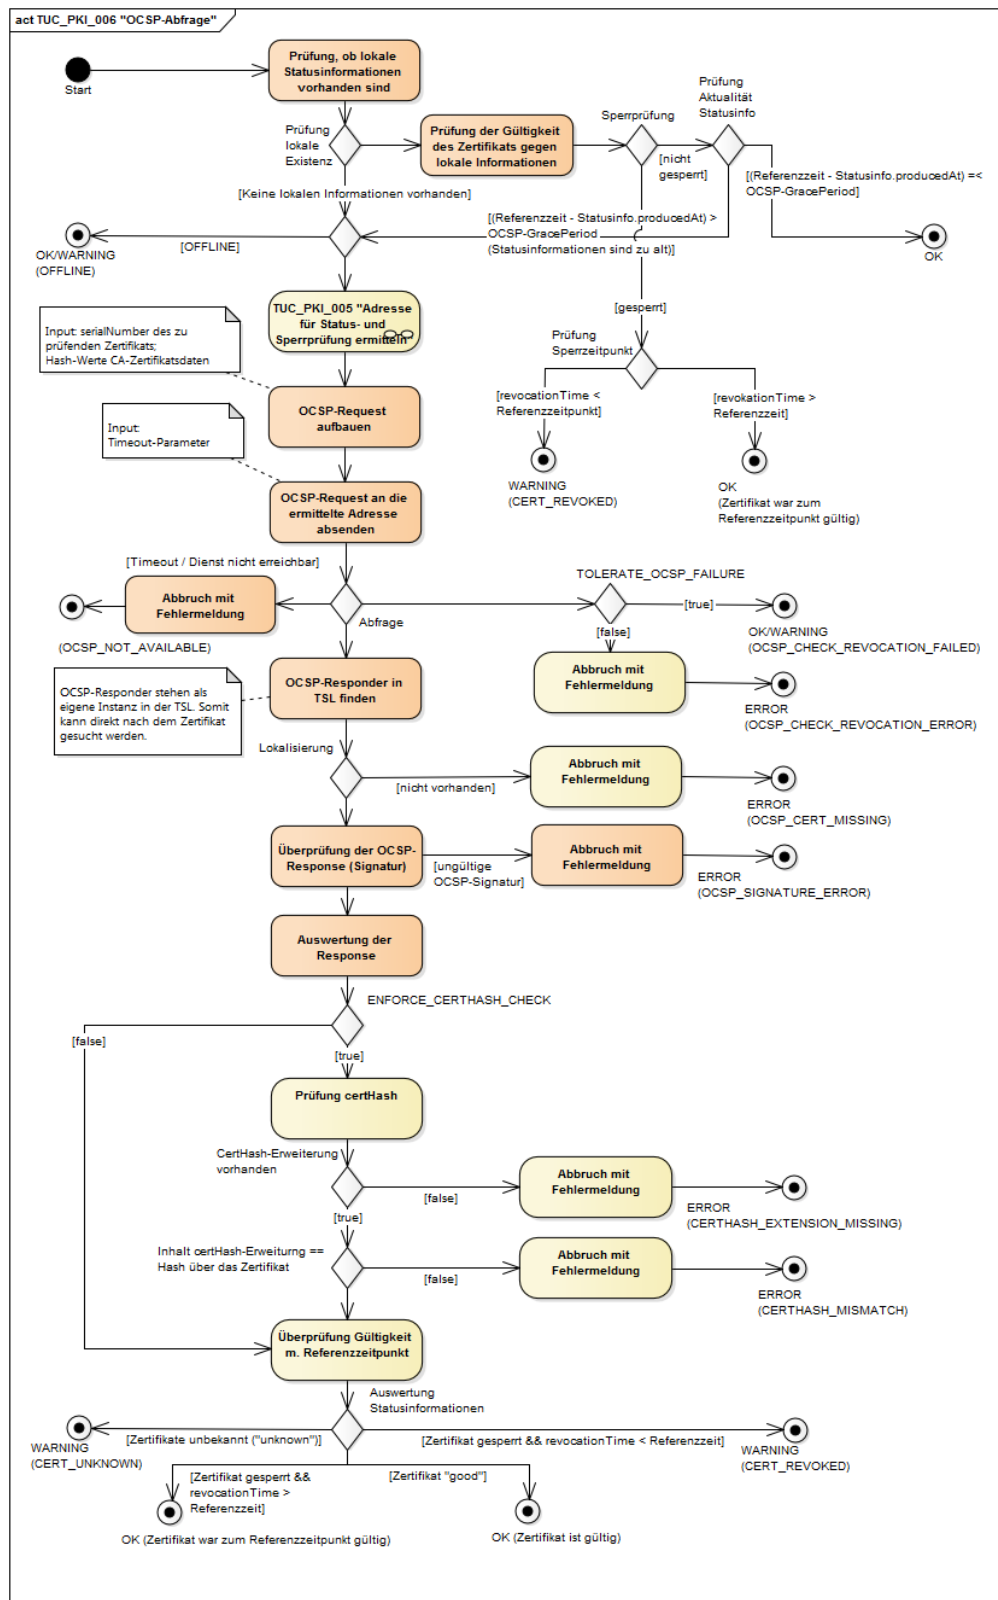 act TUC_PKI_006 "OCSP-Abfrage"
Start
Prüfung, ob lokale
Statusinformationen
vorhanden sind
Prüfung
lokale
Existenz
Prüfung der Gültigkeit
des Zertifikats gegen
lokale Informationen
Sperrprüfung
Prüfung
Aktualität
Statusinfo
[nicht
gesperrt]
[(Referenzzeit - Statusinfo.producedAt) =<
OCSP-GracePeriod]
OK
[Keine lokalen Informationen vorhanden]
[(Referenzzeit - Statusinfo.producedAt) >
OCSP-GracePeriod
(Statusinformationen sind zu alt)]
[OFFLINE]
OK/WARNING
(OFFLINE)
[gesperrt]
TUC_PKI_005 "Adresse
für Status- und
Sperrprüfung ermitteln"
Input: serialNumber des zu
prüfenden Zertifikats;
Hash-Werte CA-Zertifikatsdaten
Prüfung
Sperrzeitpunkt
[revocationTime <
Referenzzeitpunkt]
[revokationTime >
Referenzzeit]
OCSP-Request
aufbauen
Input:
Timeout-Parameter
WARNING
(CERT_REVOKED)
OK
(Zertifikat war zum
Referenzzeitpunkt gültig)
OCSP-Request an die
ermittelte Adresse
absenden
[Timeout / Dienst nicht erreichbar]
Abbruch mit
Fehlermeldung
(OCSP_NOT_AVAILABLE)
Abfrage
TOLERATE_OCSP_FAILURE
[true]
[false]
OK/WARNING
(OCSP_CHECK_REVOCATION_FAILED)
Abbruch mit
Fehlermeldung
ERROR
(OCSP_CHECK_REVOCATION_ERROR)
OCSP-Responder stehen als
eigene Instanz in der TSL. Somit
kann direkt nach dem Zertifikat
gesucht werden.
OCSP-Responder in
TSL finden
Lokalisierung
[nicht vorhanden]
Abbruch mit
Fehlermeldung
ERROR
(OCSP_CERT_MISSING)
Überprüfung der OCSP-
Response (Signatur)
[ungültige
OCSP-Signatur]
Abbruch mit
Fehlermeldung
ERROR
(OCSP_SIGNATURE_ERROR)
Auswertung der
Response
ENFORCE_CERTHASH_CHECK
[false]
[true]
Prüfung certHash
CertHash-Erweiterung
vorhanden
[false]
Abbruch mit
Fehlermeldung
ERROR
(CERTHASH_EXTENSION_MISSING)
[true]
Inhalt certHash-Erweiturng ==
Hash über das Zertifikat
[false]
Abbruch mit
Fehlermeldung
ERROR
(CERTHASH_MISMATCH)
Überprüfung Gültigkeit
m. Referenzzeitpunkt
Auswertung
Statusinformationen
[Zertifikate unbekannt ("unknown")]
WARNING
(CERT_UNKNOWN)
[Zertifikat gesperrt && revocationTime < Referenzzeit]
WARNING
(CERT_REVOKED)
[Zertifikat gesperrt &&
revocationTime >
Referenzzeit]
[Zertifikat "good"]
OK (Zertifikat war zum Referenzzeitpunkt gültig)
OK (Zertifikat ist gültig)